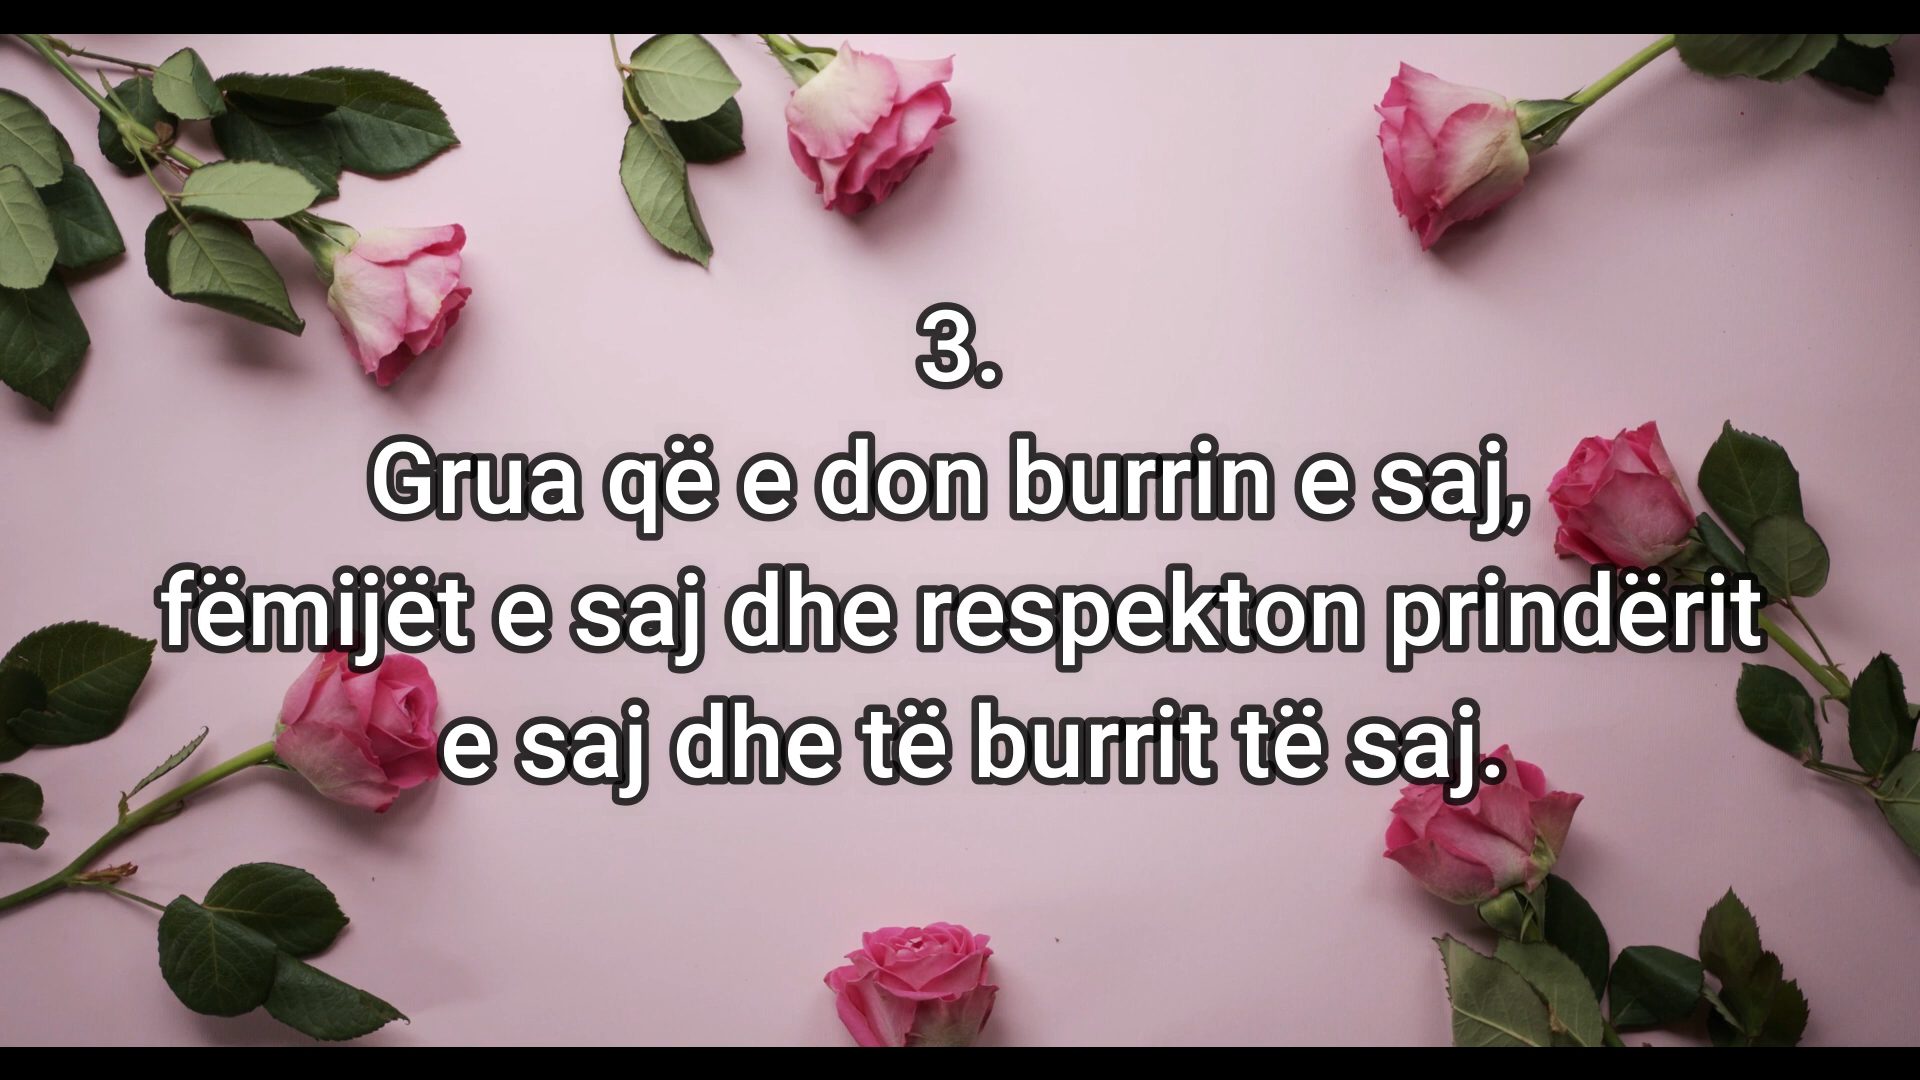 3.
Grua që e don burrin e saj,
fëmijët e saj dhe respekton prindërit
e saj dhe të burrit të saj.